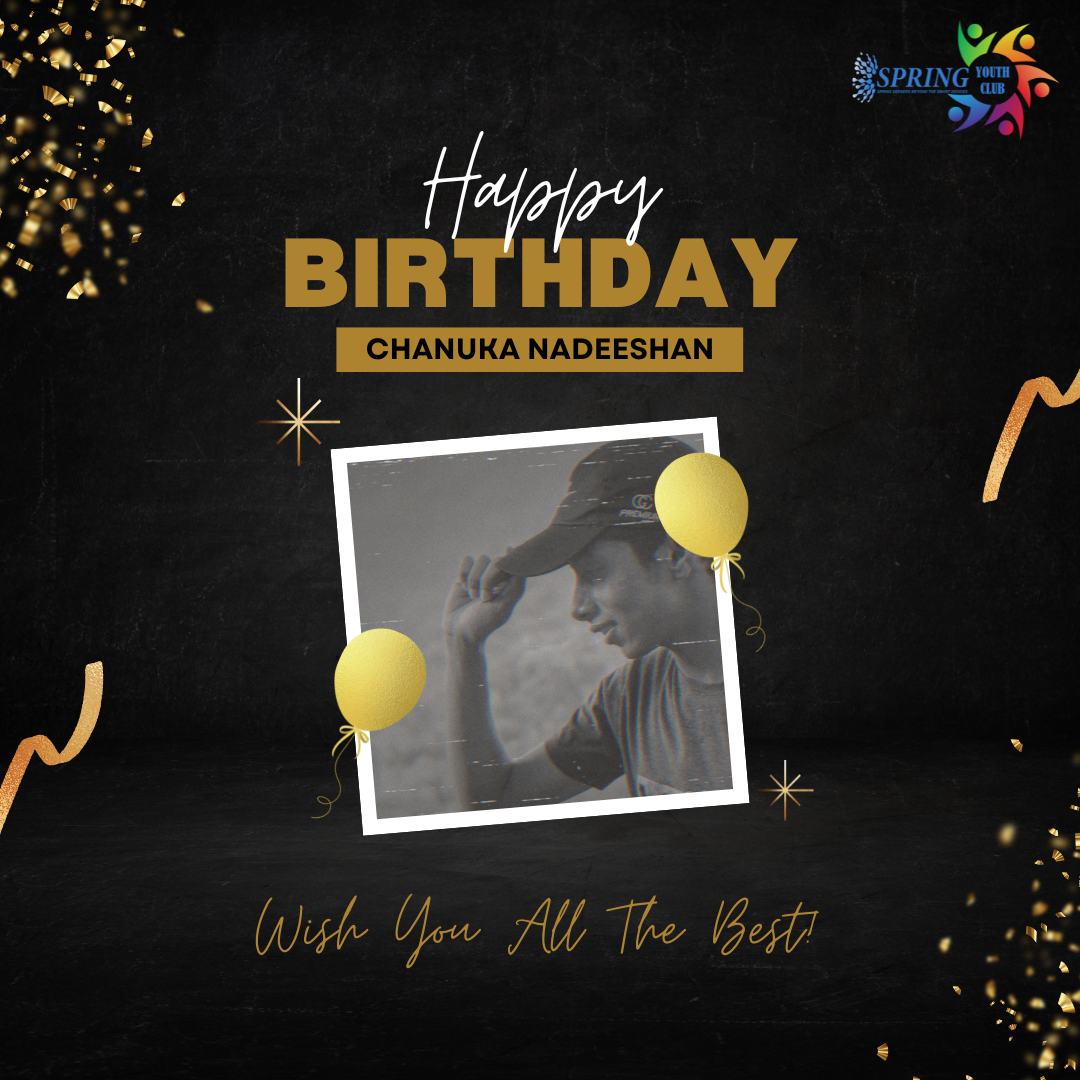 SPRING
YOUTH
CLUB
Happy
BIRTHDAY
CHANUKA NADEESHAN
Wish You All The Best!